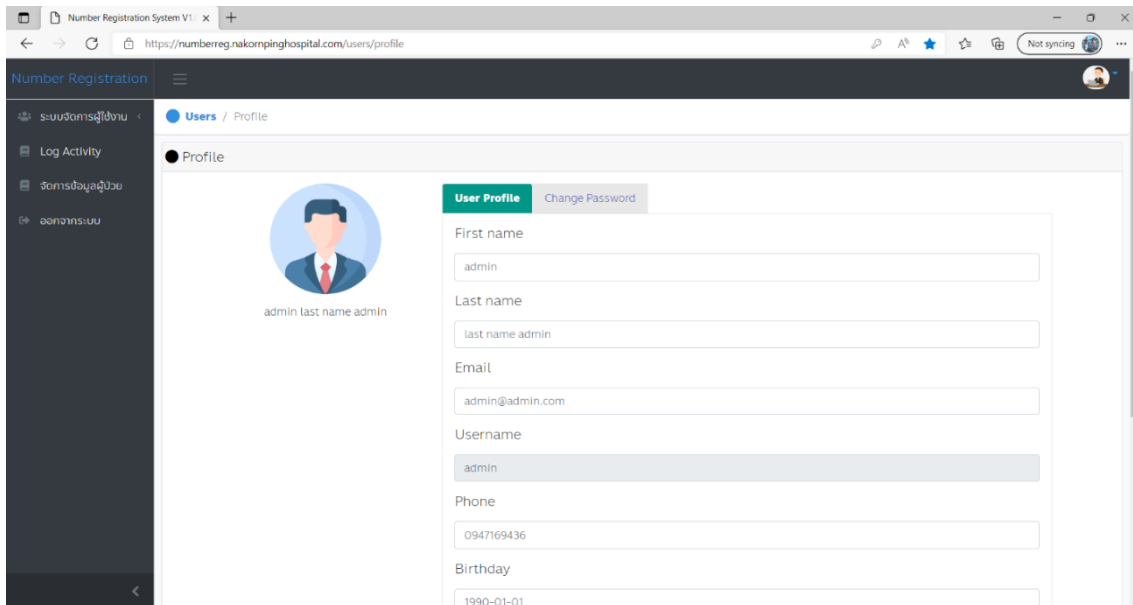 Number Registration System V1.
https://numberreg.nakornpinghospital.com/users/profile
Not syncing
Number Registration
ระบบจัดการผู้ใช้งาน
Log Activity
จัดการข้อมูลผู้ป่วย
ออกจากระบบ
Users / Profile
Profile
admin last name admin
User Profile
Change Password
First name
admin
Last name
last name admin
Email
admin@admin.com
Username
admin
Phone
0947169436
Birthday
1990-01-01